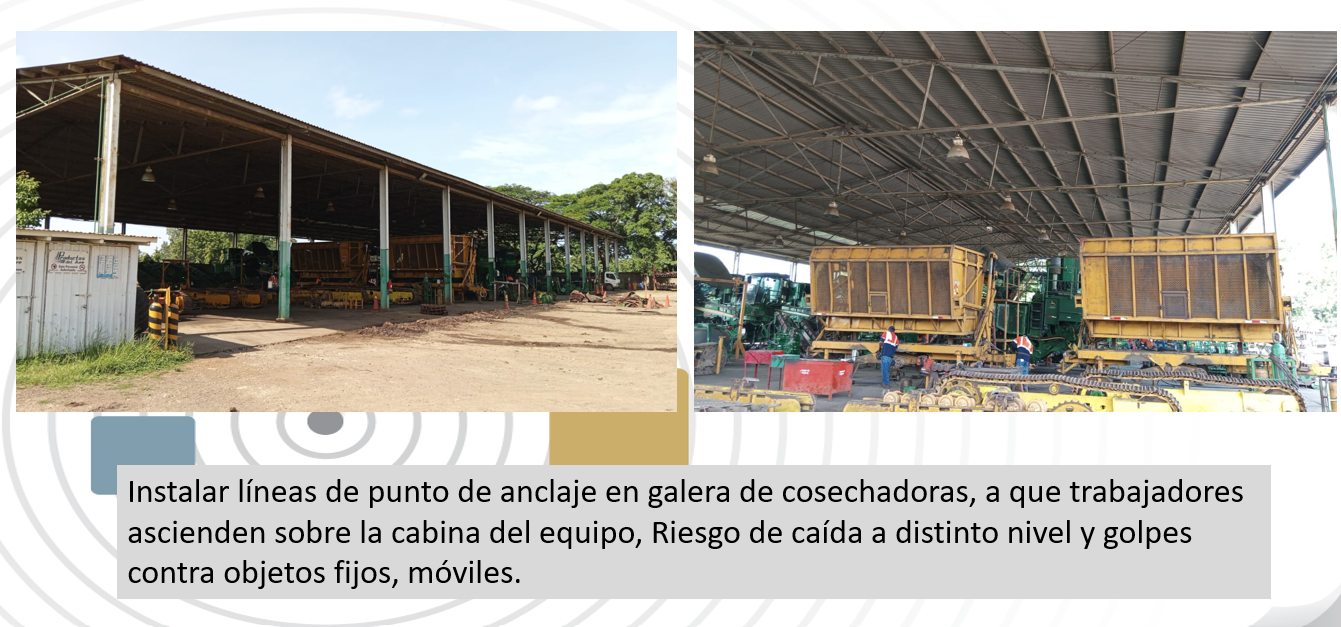 Instalar líneas de punto de anclaje en galera de cosechadoras, a que trabajadores
ascienden sobre la cabina del equipo, Riesgo de caída a distinto nivel y golpes
contra objetos fijos, móviles.